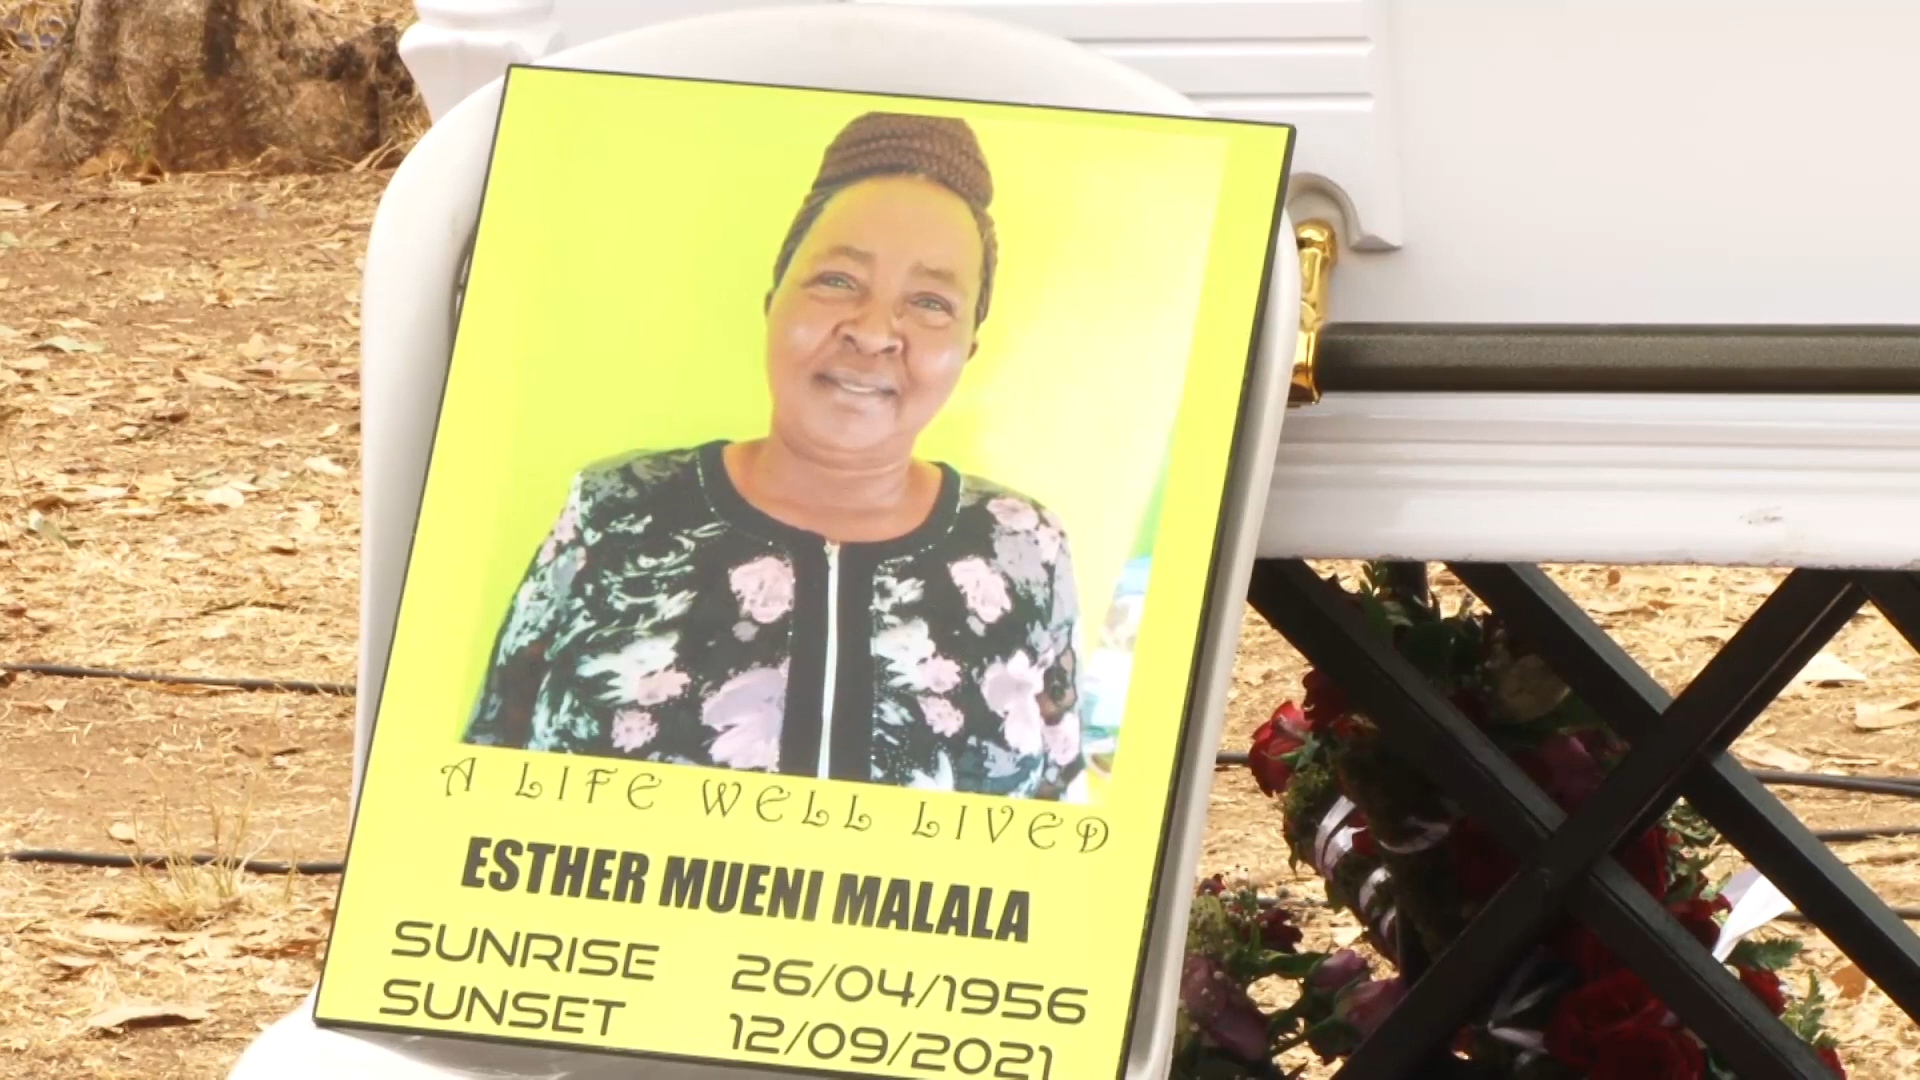 A LIFE WELL LIVED
ESTHER MUENI MALALA
SUNRISE 26/04/1956
SUNSET 12/09/2021